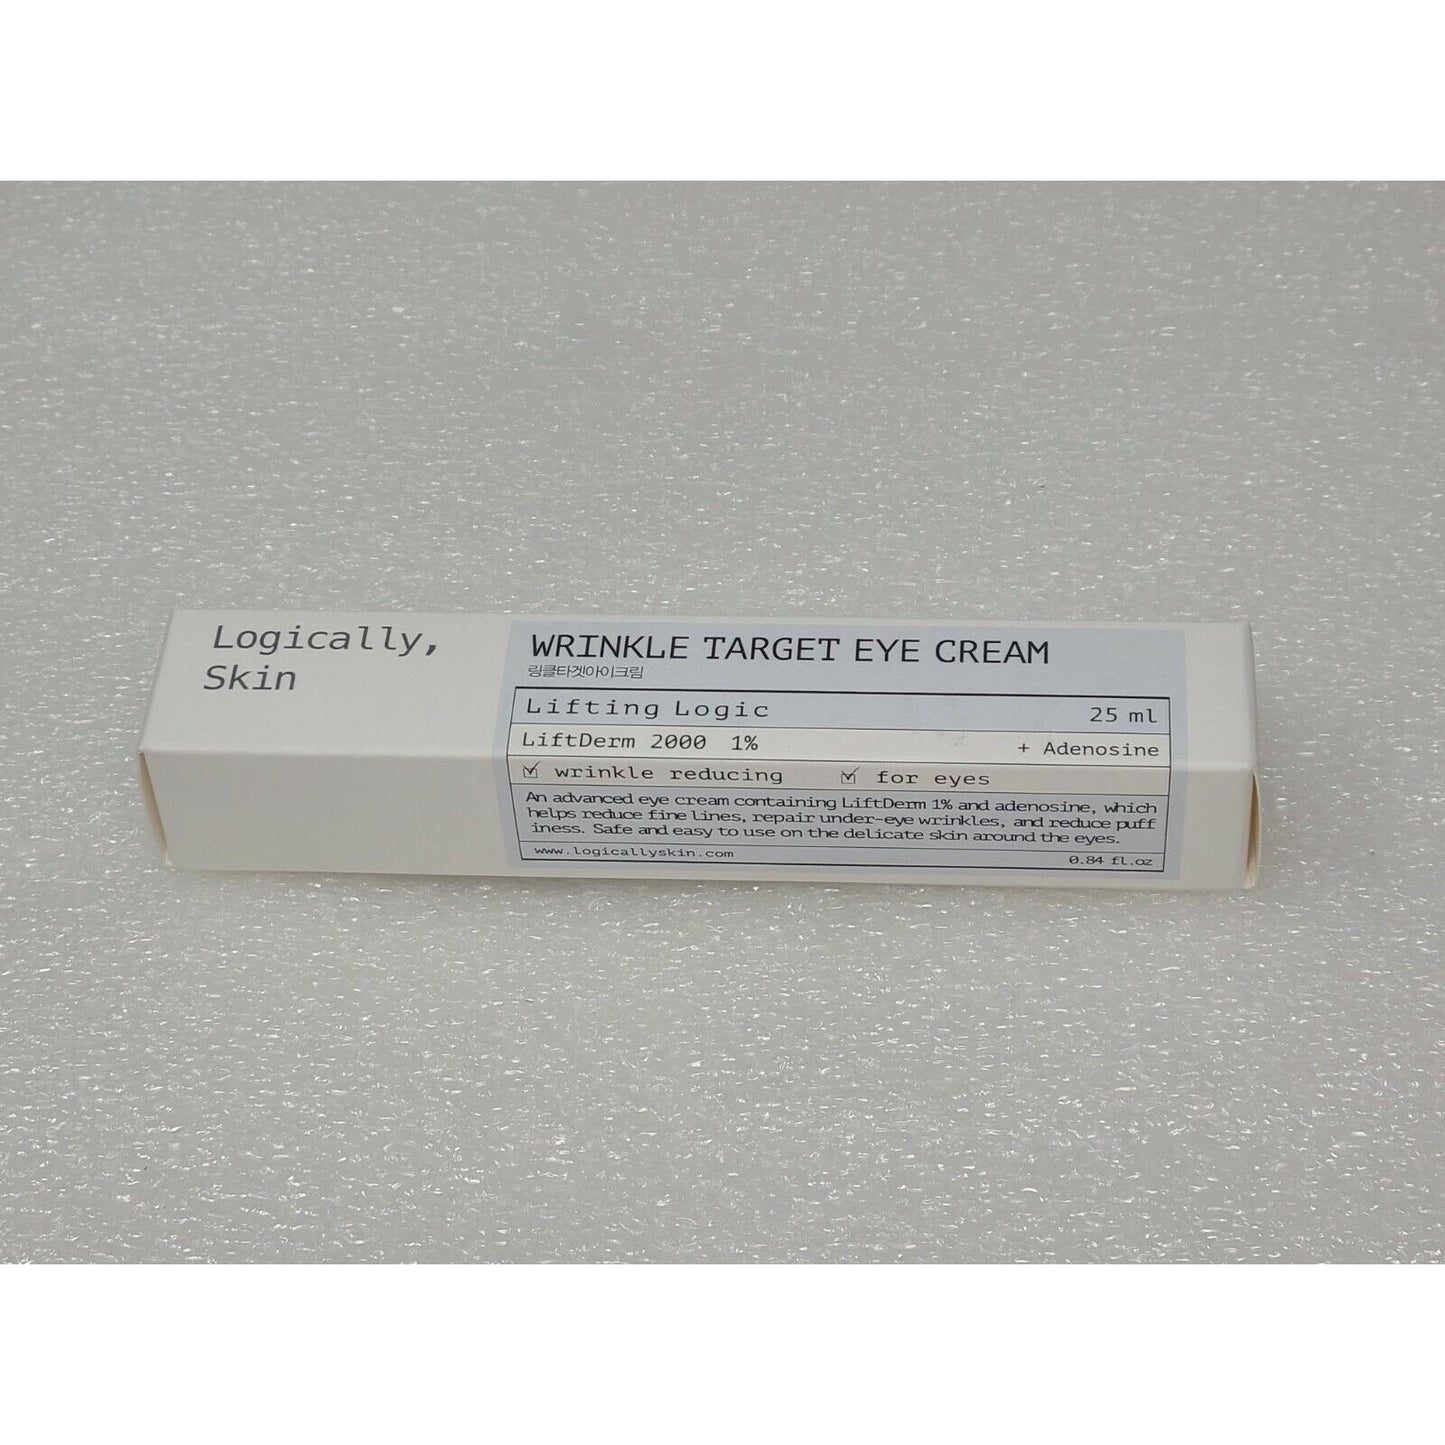 Logically,
Skin
WRINKLE TARGET EYE CREAM
링클타겟아이크림
Lifting Logic 25 ml
LiftDerm 2000 1% + Adenosine
☑ wrinkle reducing ☑ for eyes
An advanced eye cream containing LiftDerm 1% and adenosine, which
helps reduce fine lines, repair under-eye wrinkles, and reduce puff
iness. Safe and easy to use on the delicate skin around the eyes.
www.logicallyskin.com 0.84 fl.oz